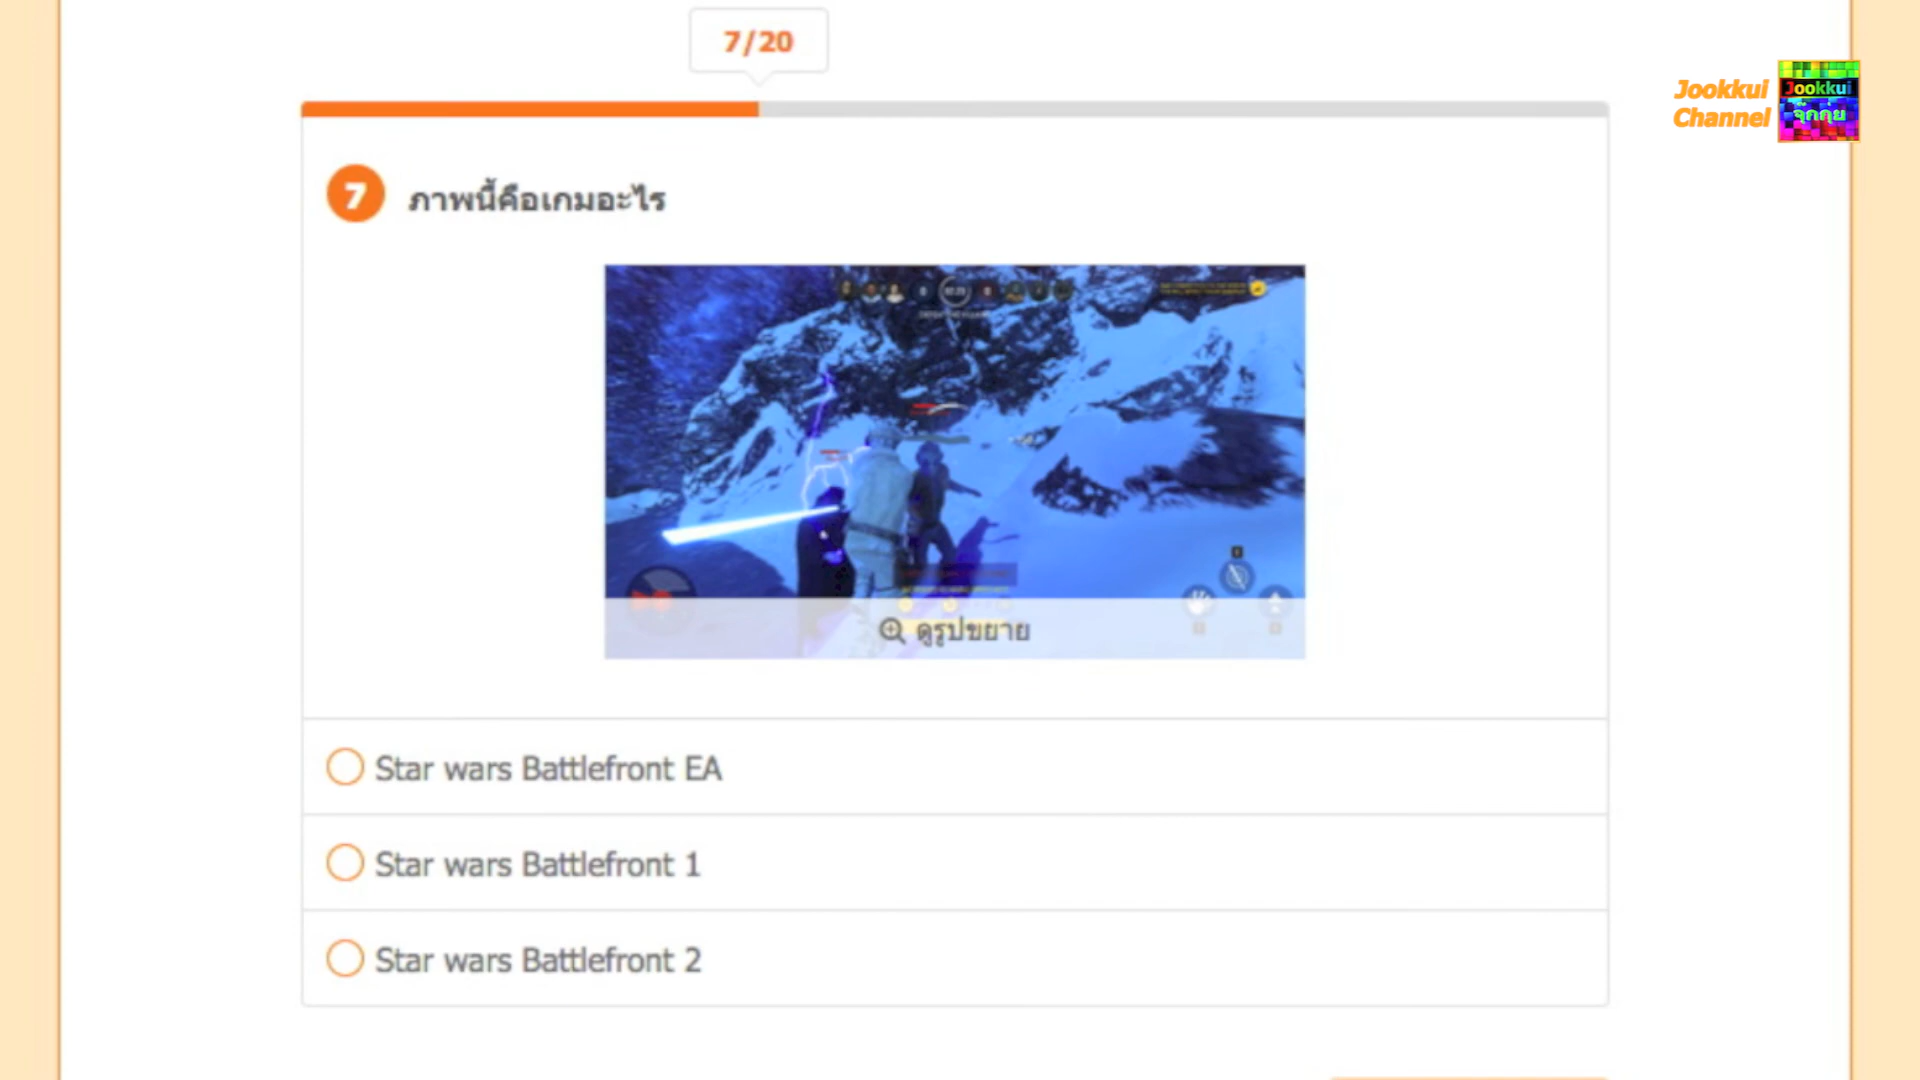 7/20
Jookkui
Channel
Jookkui
จุ๊กกุ่ย
7 ภาพนี้คือเกมอะไร
ดูรูปขยาย
Star wars Battlefront EA
Star wars Battlefront 1
Star wars Battlefront 2